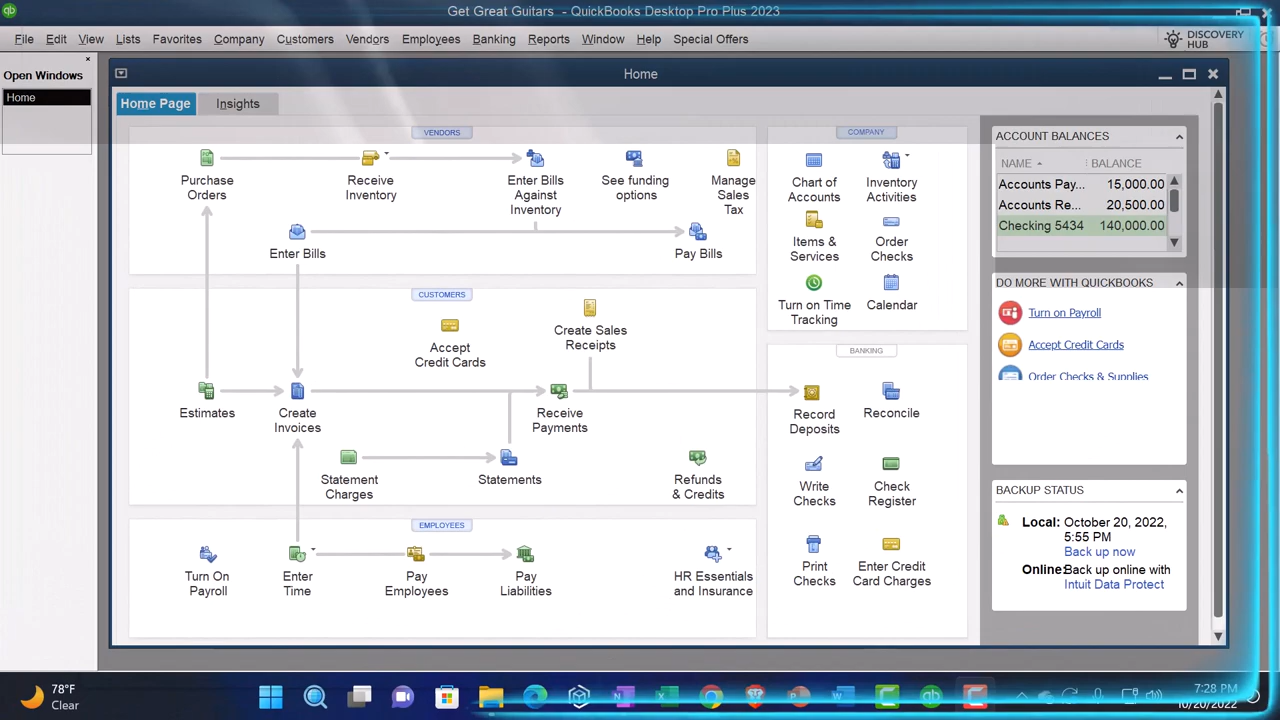 Get Great Guitars - QuickBooks Desktop Pro Plus 2023
File Edit View Lists Favorites Company Customers Vendors Employees Banking Reports Window Help Special Offers
DISCOVERY
HUB
Open Windows
Home
Home
Home Page Insights
VENDORS
Purchase
Orders
Receive
Inventory
Enter Bills
Against
Inventory
See funding
options
Manage
Sales
Tax
Enter Bills
Pay Bills
CUSTOMERS
Accept
Credit Cards
Create Sales
Receipts
Estimates
Create
Invoices
Receive
Payments
Statement
Charges
Statements
Refunds
& Credits
EMPLOYEES
Turn On
Payroll
Enter
Time
Pay
Employees
Pay
Liabilities
HR Essentials
and Insurance
COMPANY
Chart of
Accounts
Inventory
Activities
Items &
Services
Order
Checks
Turn on Time
Tracking
Calendar
BANKING
Record
Deposits
Reconcile
Write
Checks
Check
Register
Print
Checks
Enter Credit
Card Charges
ACCOUNT BALANCES
NAME BALANCE
Accounts Pay... 15,000.00
Accounts Re... 20,500.00
Checking 5434 140,000.00
DO MORE WITH QUICKBOOKS
Turn on Payroll
Accept Credit Cards
Order Checks & Supplies
BACKUP STATUS
Local: October 20, 2022,
5:55 PM
Back up now
Online: Back up online with
Intuit Data Protect
78°F
Clear
7:28 PM
10/20/2022